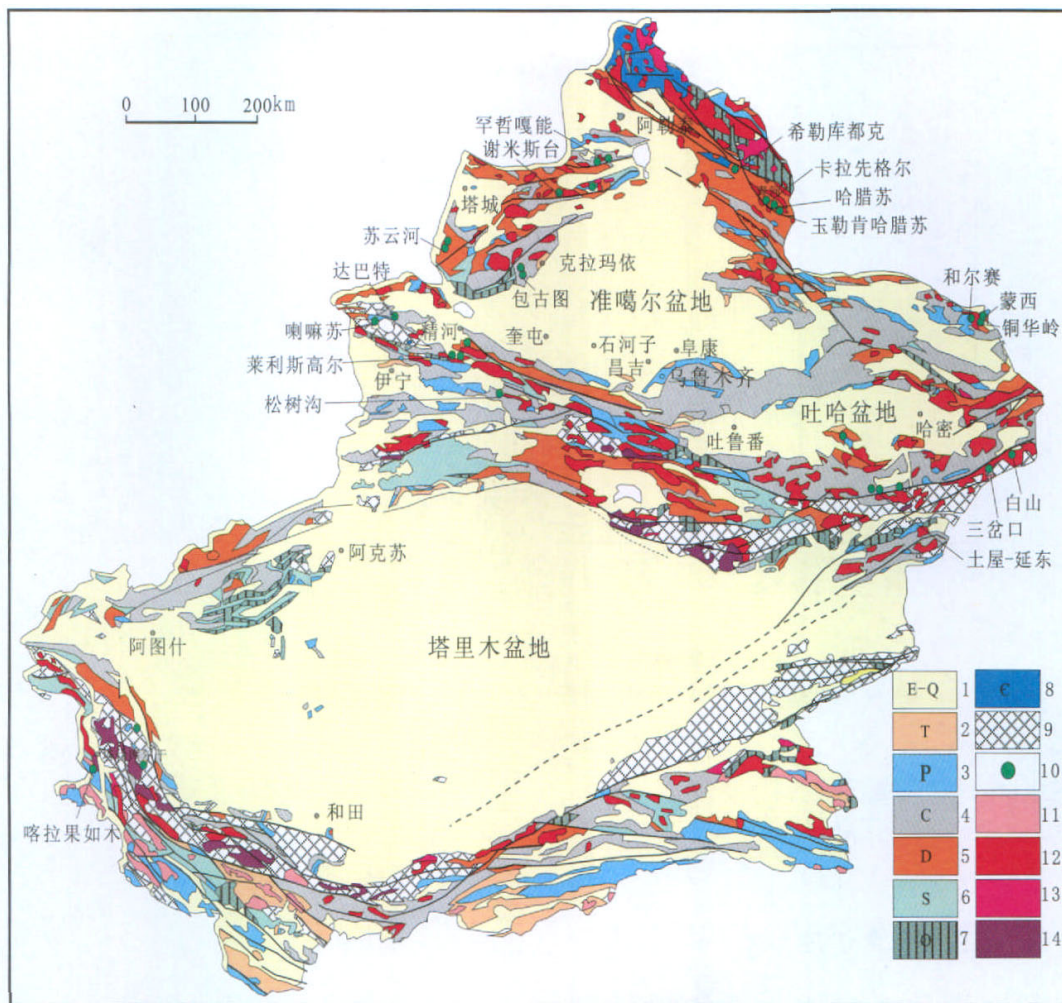 0 100 200km
罕哲嘎能
谢米斯台
阿勒泰
希勒库都克
卡拉先格尔
哈腊苏
玉勒肯哈腊苏
塔城
苏云河
达巴特
克拉玛依
包古图
准噶尔盆地
和尔赛
蒙西
铜华岭
喇嘛苏
精河
奎屯
石河子
阜康
昌吉
乌鲁木齐
莱利斯高尔
伊宁
松树沟
吐哈盆地
吐鲁番
哈密
白山
三岔口
土屋-延东
阿克苏
阿图什
塔里木盆地
和田
喀拉果如木
E-Q 1
T 2
P 3
C 4
D 5
S 6
O 7
Є 8
9
10
11
12
13
14